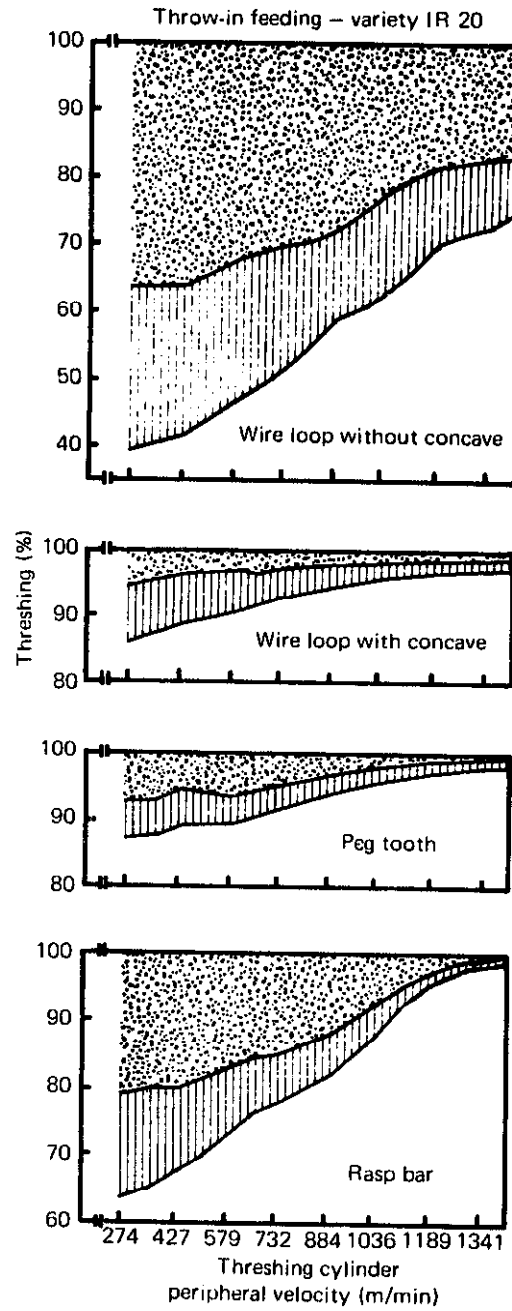 Throw-in feeding – variety IR 20
100
90
80
70
60
50
40
Wire loop without concave
Threshing (%)
100
90
80
Wire loop with concave
100
90
80
Peg tooth
100
90
80
70
60
Rasp bar
274 427 579 732 884 1036 1189 1341
Threshing cylinder
peripheral velocity (m/min)